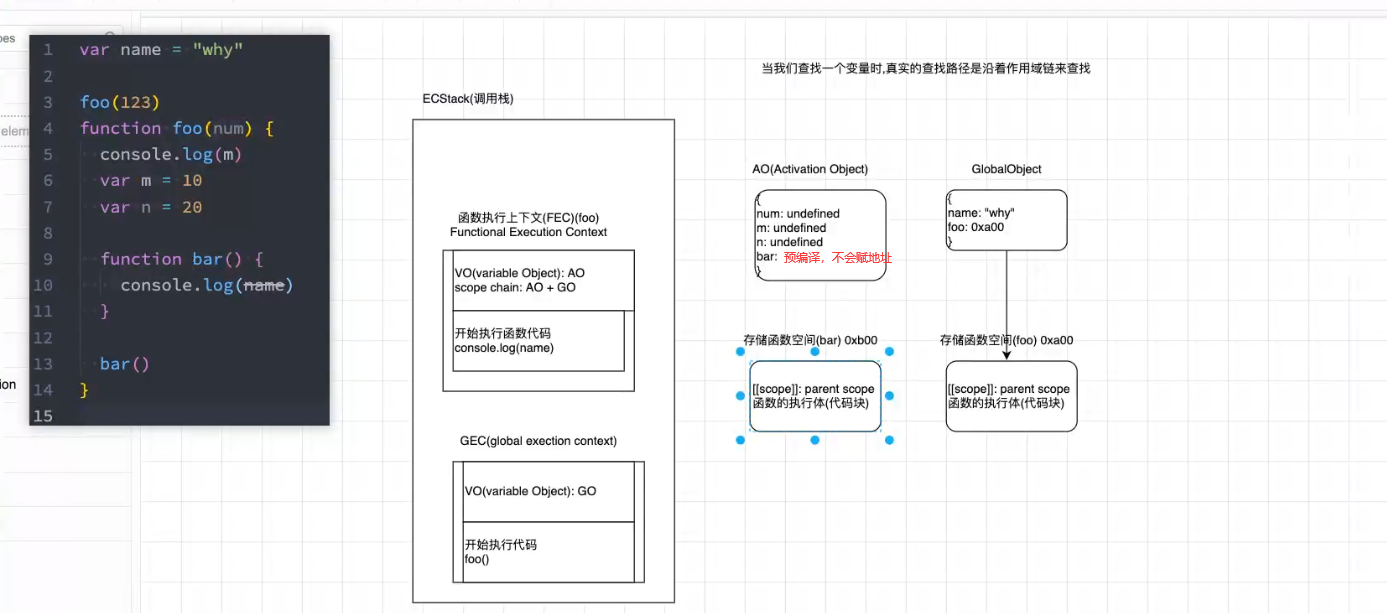 pes
elem
ion
1 var name = "why"
2
3 foo(123)
4 function foo(num) {
5 console.log(m)
6 var m = 10
7 var n = 20
8
9 function bar() {
10 console.log(name)
11 }
12
13 bar()
14 }
15
当我们查找一个变量时,真实的查找路径是沿着作用域链来查找
ECStack(调用栈)
函数执行上下文(FEC)(foo)
Functional Execution Context
VO(variable Object): AO
scope chain: AO + GO
开始执行函数代码
console.log(name)
GEC(global exection context)
VO(variable Object): GO
开始执行代码
foo()
AO(Activation Object)
{
num: undefined
m: undefined
n: undefined
bar: 预编译，不会赋地址
}
GlobalObject
{
name: "why"
foo: 0xa00
}
存储函数空间(bar) 0xb00
[[scope]]: parent scope
函数的执行体(代码块)
存储函数空间(foo) 0xa00
[[scope]]: parent scope
函数的执行体(代码块)